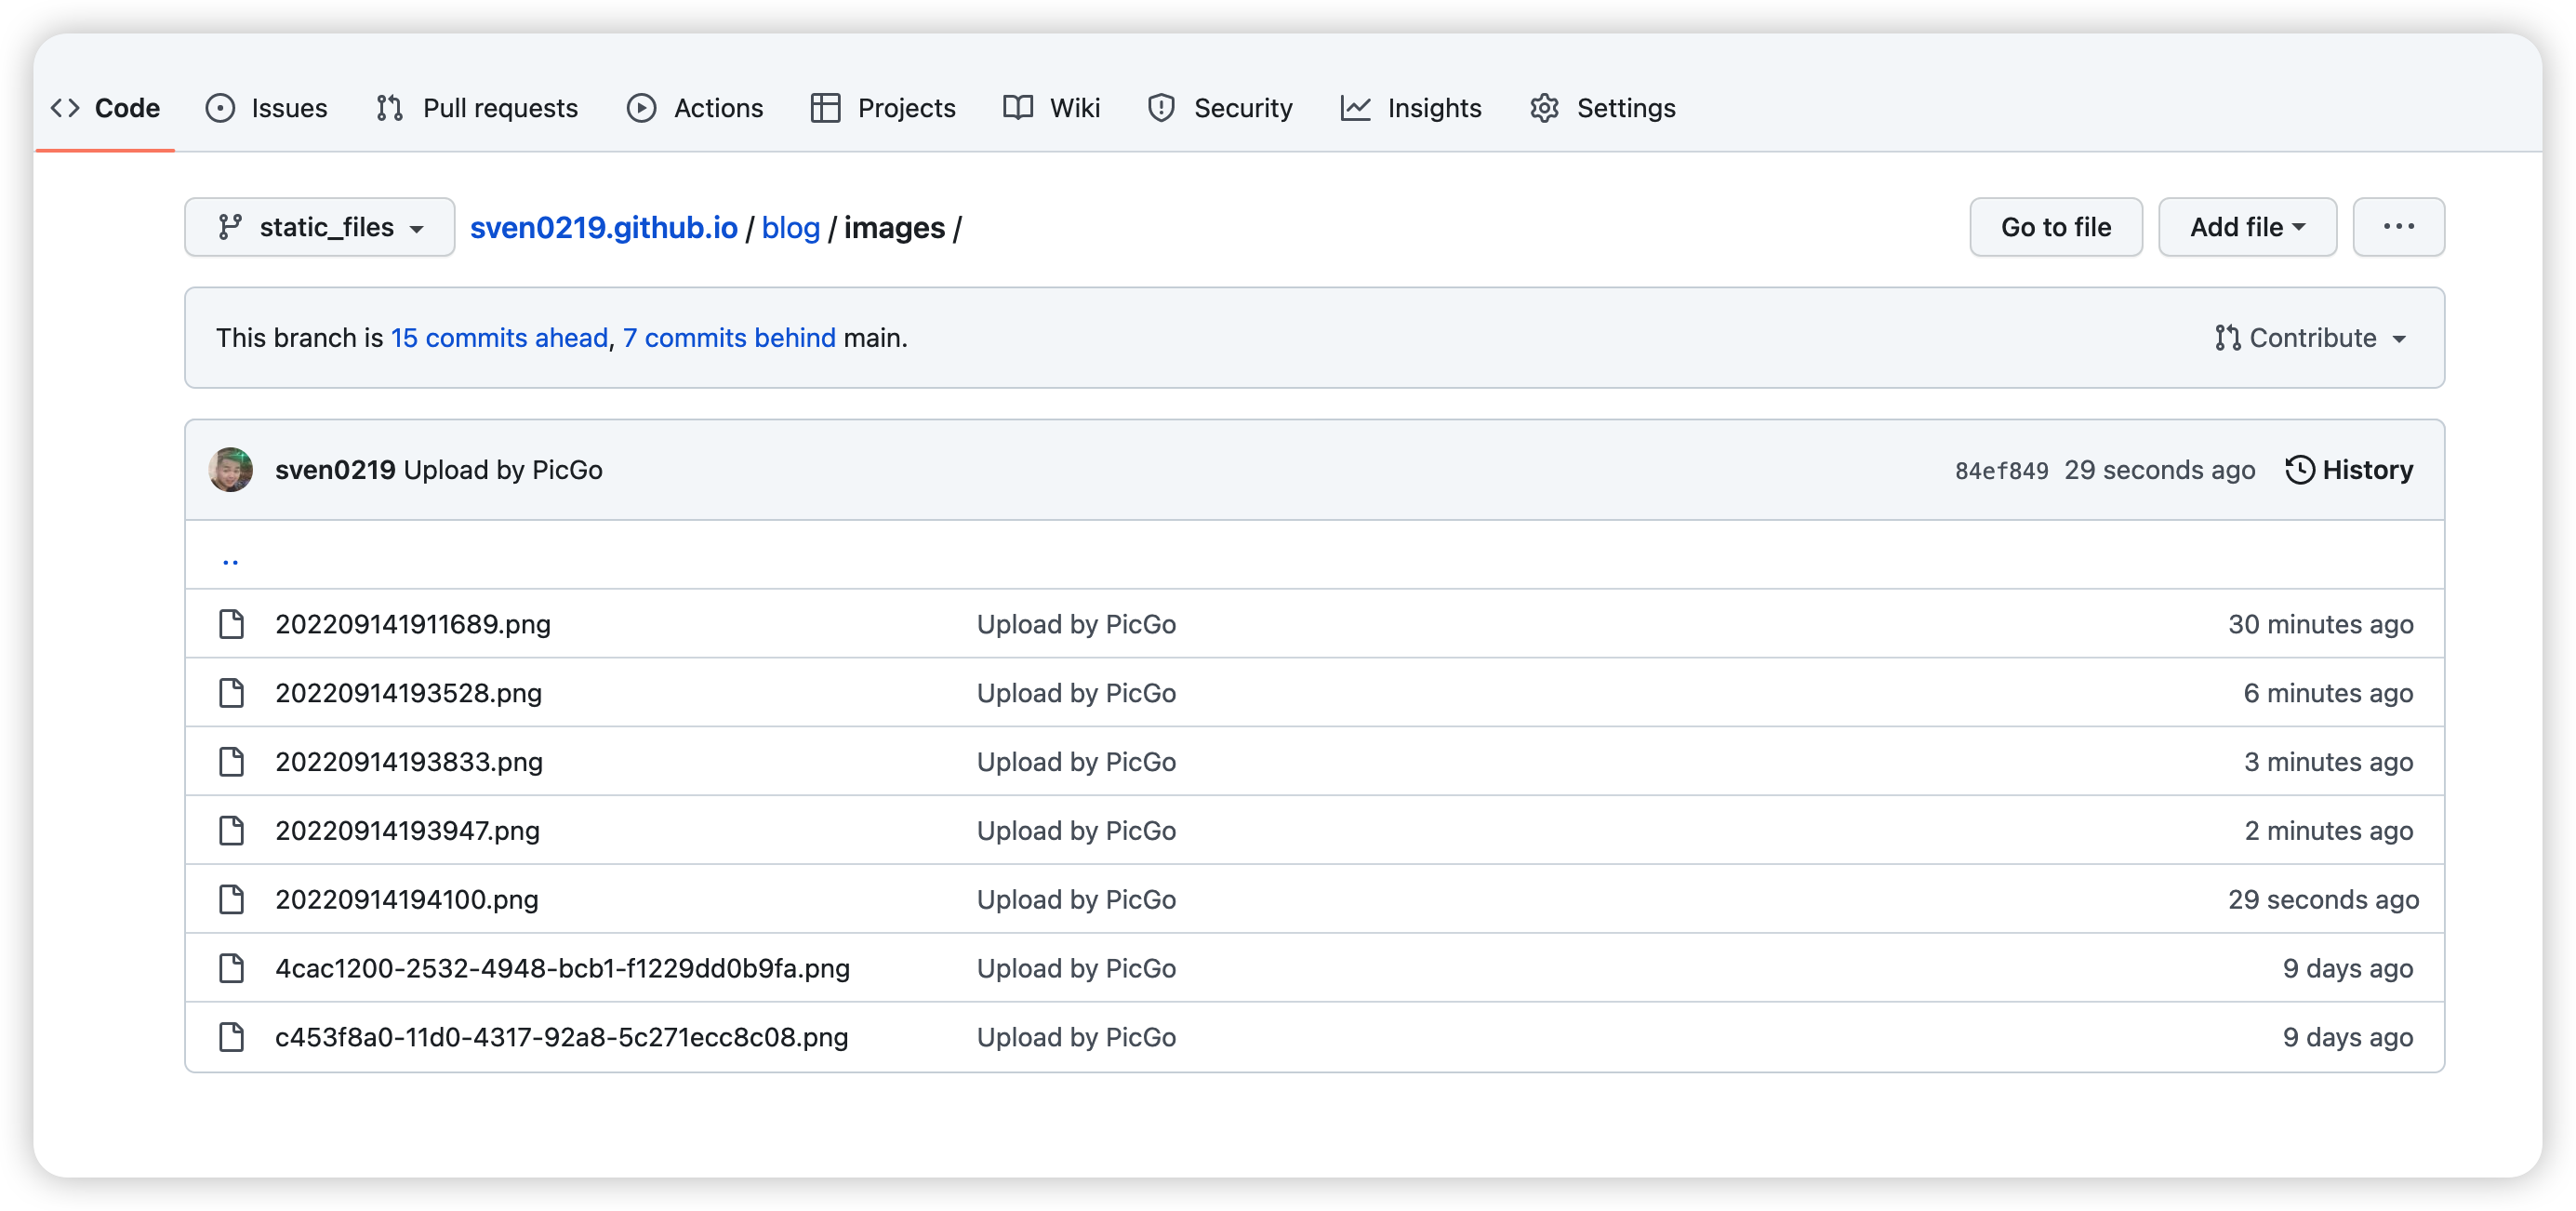 Code Issues Pull requests Actions Projects Wiki Security Insights Settings
static_files sven0219.github.io / blog / images / Go to file Add file ...
This branch is 15 commits ahead, 7 commits behind main. Contribute
sven0219 Upload by PicGo 84ef849 29 seconds ago History
..
202209141911689.png Upload by PicGo 30 minutes ago
20220914193528.png Upload by PicGo 6 minutes ago
20220914193833.png Upload by PicGo 3 minutes ago
20220914193947.png Upload by PicGo 2 minutes ago
20220914194100.png Upload by PicGo 29 seconds ago
4cac1200-2532-4948-bcb1-f1229dd0b9fa.png Upload by PicGo 9 days ago
c453f8a0-11d0-4317-92a8-5c271ecc8c08.png Upload by PicGo 9 days ago